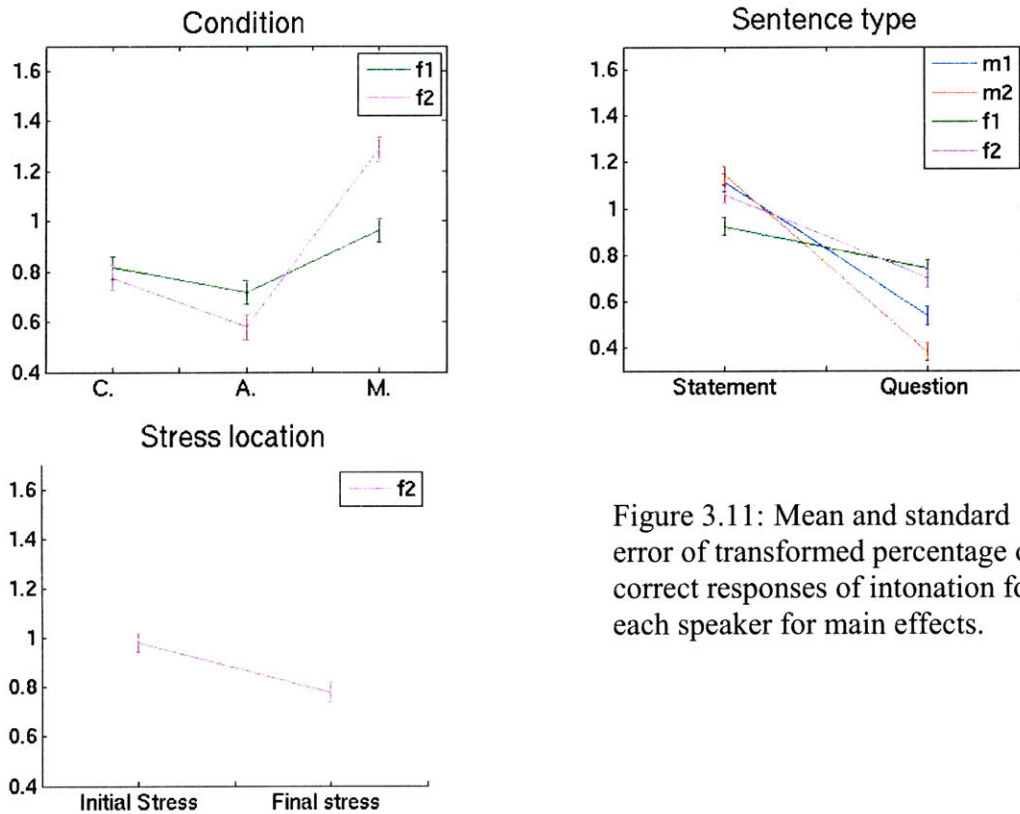 Condition
1.6
1.4
1.2
1
0.8
0.6
0.4
C. A. M.
f1
f2
Sentence type
1.6
1.4
1.2
1
0.8
0.6
0.4
Statement Question
m1
m2
f1
f2
Stress location
1.6
1.4
1.2
1
0.8
0.6
0.4
Initial Stress Final stress
f2
Figure 3.11: Mean and standard
error of transformed percentage
correct responses of intonation
each speaker for main effects.